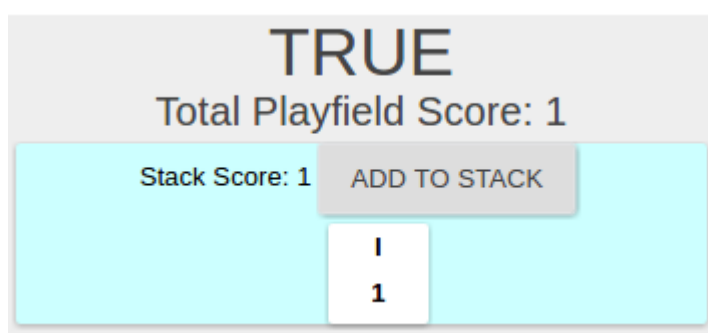 TRUE
Total Playfield Score: 1
Stack Score: 1 ADD TO STACK
I
1